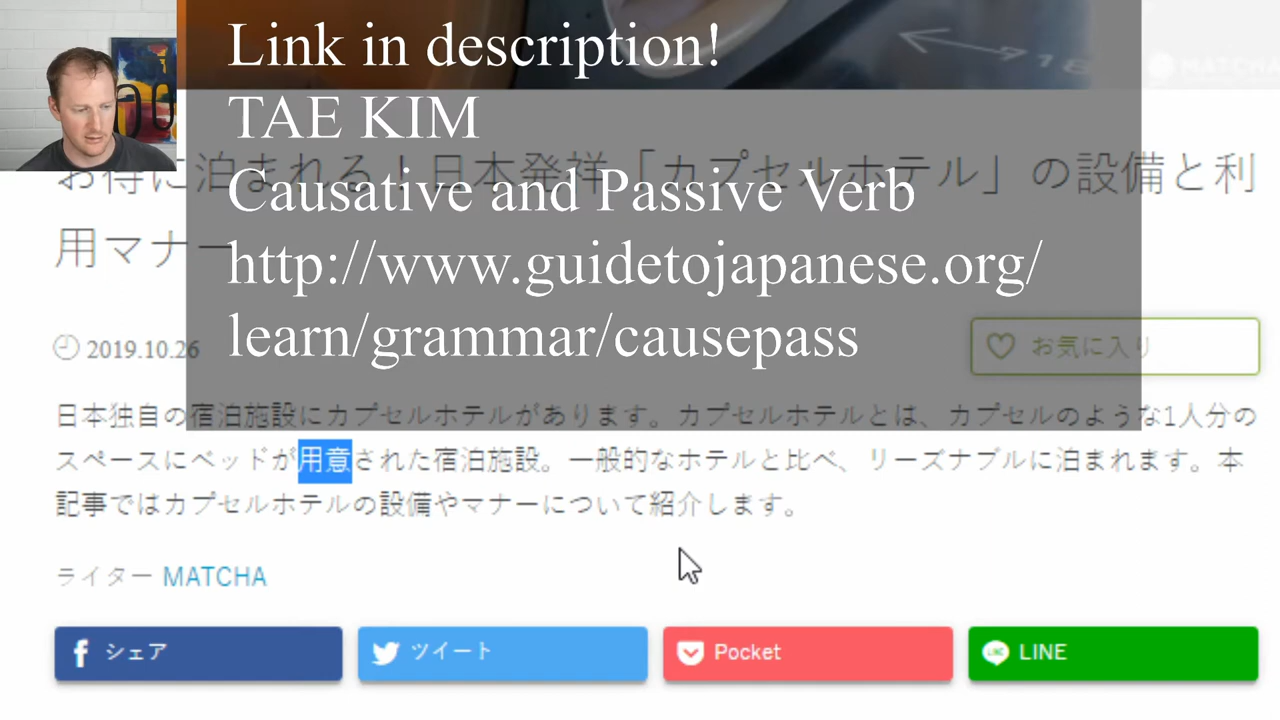 Link in description!
TAE KIM
Causative and Passive Verb
http://www.guidetojapanese.org/
learn/grammar/causepass
MATCHA
お得に泊まれる！日本発祥「カプセルホテル」の設備と利
用マナー
2019.10.26
お気に入り
日本独自の宿泊施設にカプセルホテルがあります。カプセルホテルとは、カプセルのような1人分の
スペースにベッドが用意された宿泊施設。一般的なホテルと比べ、リーズナブルに泊まれます。本
記事ではカプセルホテルの設備やマナーについて紹介します。
ライター MATCHA
シェア
ツイート
Pocket
LINE